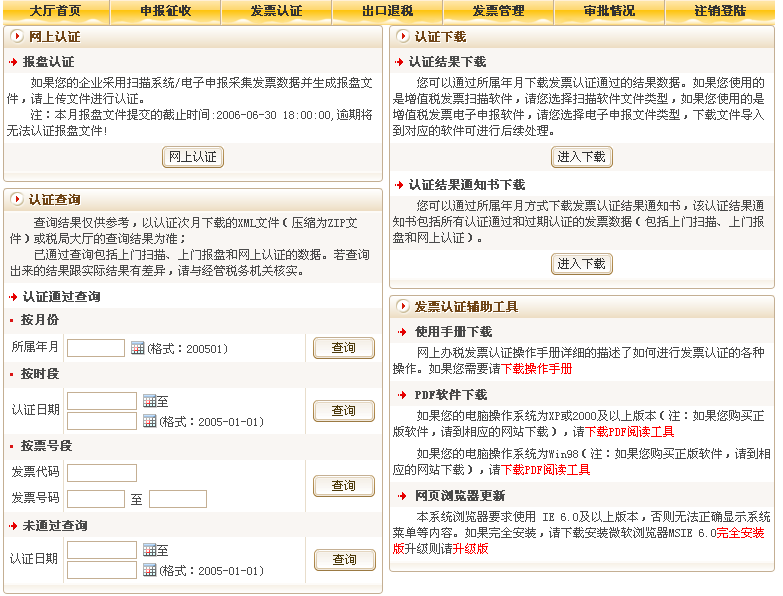 大厅首页 申报征收 发票认证 出口退税 发票管理 审批情况 注销登陆
网上认证
报盘认证
如果您的企业采用扫描系统/电子申报采集发票数据并生成报盘文
件，请上传文件进行认证。
注：本月报盘文件提交的截止时间:2006-06-30 18:00:00,逾期将
无法认证报盘文件!
网上认证
认证查询
查询结果仅供参考，以认证次月下载的XML文件（压缩为ZIP文
件）或税局大厅的查询结果为准；
已通过查询包括上门扫描、上门报盘和网上认证的数据。若查询
出来的结果跟实际结果有差异，请与经管税务机关核实。
认证通过查询
按月份
所属年月 (格式：200501) 查询
按时段
认证日期 至
(格式：2005-01-01) 查询
按票号段
发票代码
发票号码 至 查询
未通过查询
认证日期 至
(格式：2005-01-01) 查询
认证下载
认证结果下载
您可以通过所属年月下载发票认证通过的结果数据。如果您使用的
是增值税发票扫描软件，请您选择扫描软件文件类型，如果您使用的是
增值税发票电子申报软件，请您选择电子申报文件类型，下载文件导入
到对应的软件可进行后续处理。
进入下载
认证结果通知书下载
您可以通过所属年月方式下载发票认证结果通知书，该认证结果通
知书包括所有认证通过和过期认证的发票数据（包括上门扫描、上门报
盘和网上认证）。
进入下载
发票认证辅助工具
使用手册下载
网上办税发票认证操作手册详细的描述了如何进行发票认证的各种
操作。如果您需要请下载操作手册
PDF软件下载
如果您的电脑操作系统为XP或2000及以上版本（注：如果您购买正
版软件，请到相应的网站下载），请下载PDF阅读工具
如果您的电脑操作系统为Win98（注：如果您购买正版软件，请到相
应的网站下载），请下载PDF阅读工具
网页浏览器更新
本系统浏览器要求使用 IE 6.0及以上版本，否则无法正确显示系统
菜单等内容。如果完全安装，请下载安装微软浏览器MSIE 6.0完全安装
版升级则请升级版